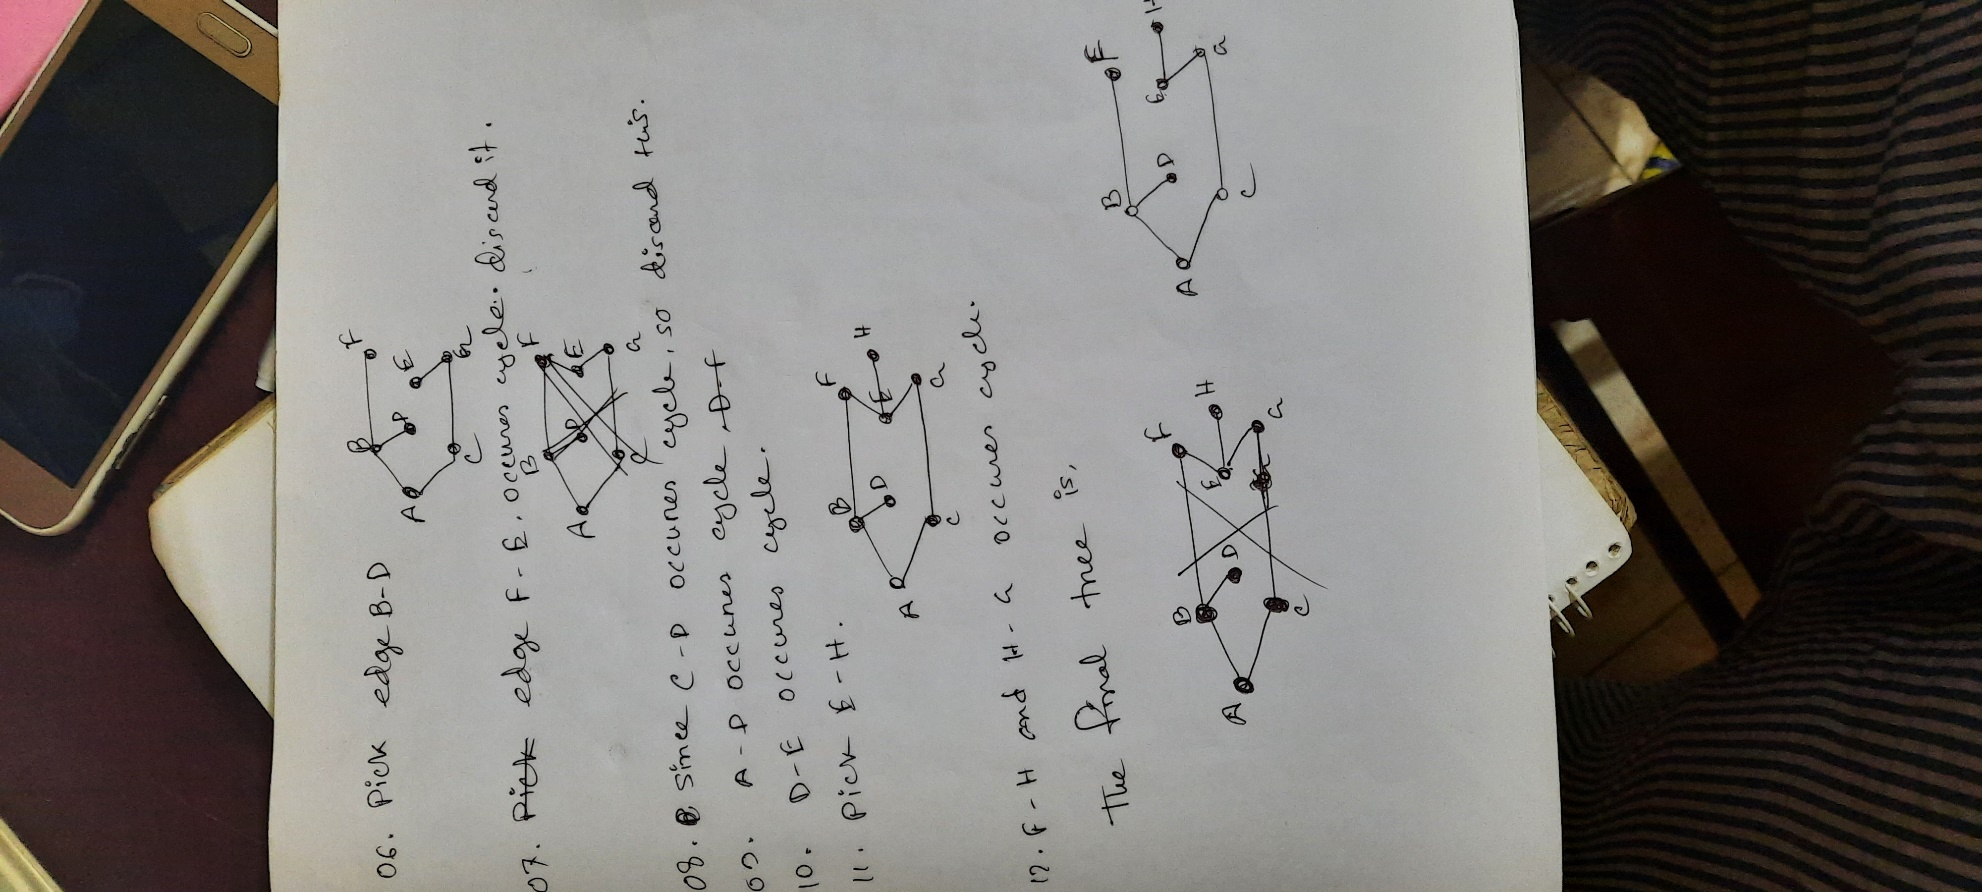 06. Pick edge B-D
A
B
D
F
E
G
C
07. Pick edge F-E, occures cycle. discard it.
A
B
D
F
E
G
C
08. Since C-D occures cycle, so discard this.
09. A-D occures cycle, D-F
10. D-E occures cycle.
11. Pick E-H.
A
B
D
F
E
H
G
C
12. F-H and H-G occures cycle.
The final tree is,
A
B
D
F
E
H
G
C
A
B
D
F
E
H
G
C